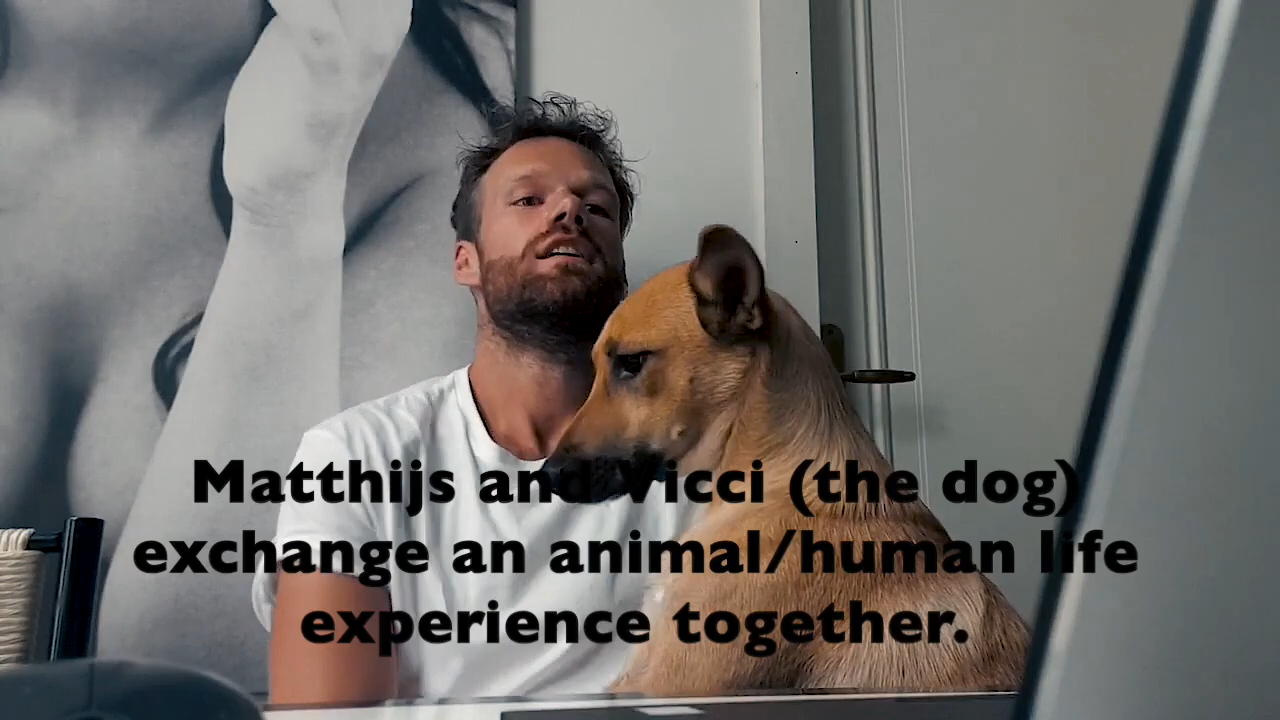 Matthijs and Vicci (the dog)
exchange an animal/human life
experience together.